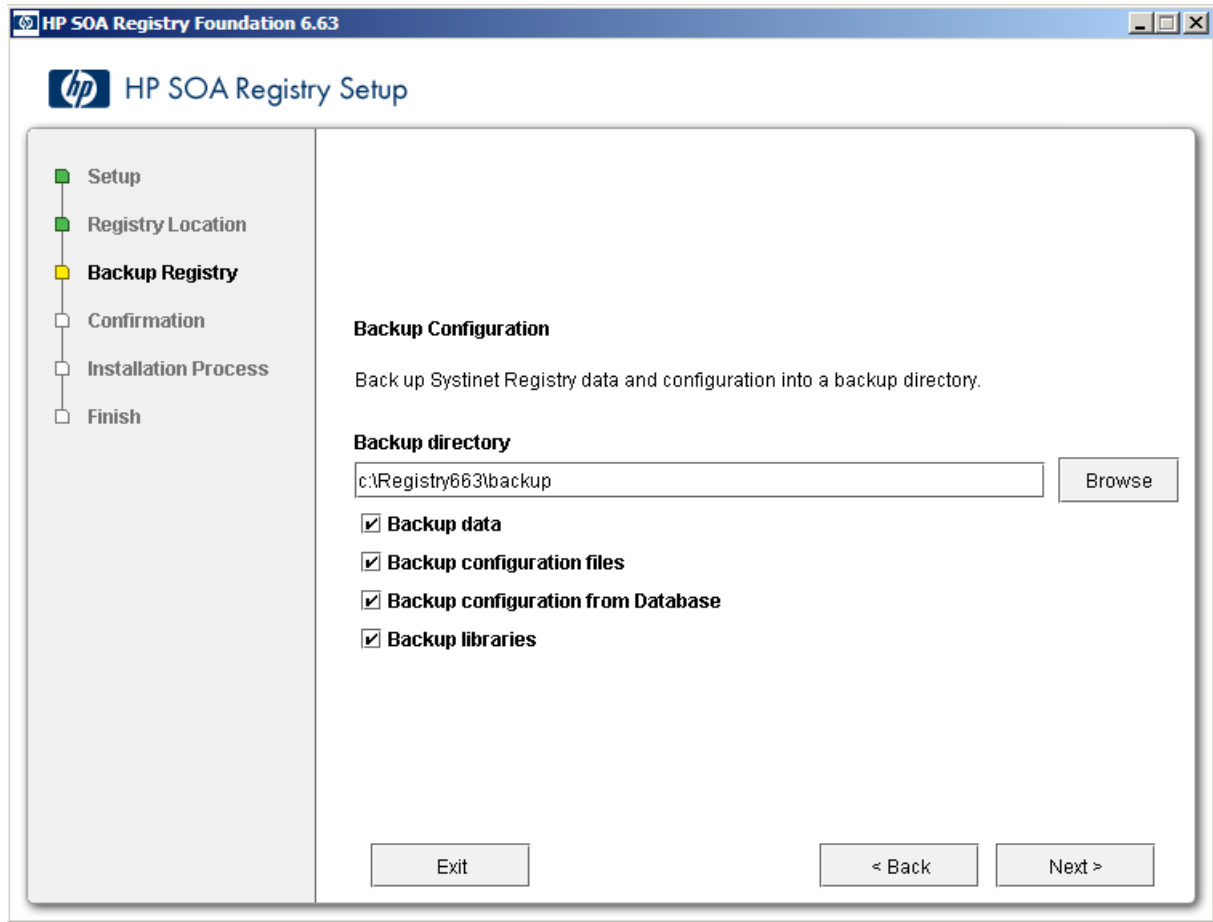 HP SOA Registry Foundation 6.63
hp HP SOA Registry Setup
Setup
Registry Location
Backup Registry
Confirmation
Installation Process
Finish
Backup Configuration
Back up Systinet Registry data and configuration into a backup directory.
Backup directory
c:\Registry663\backup
Browse
Backup data
Backup configuration files
Backup configuration from Database
Backup libraries
Exit
< Back
Next >